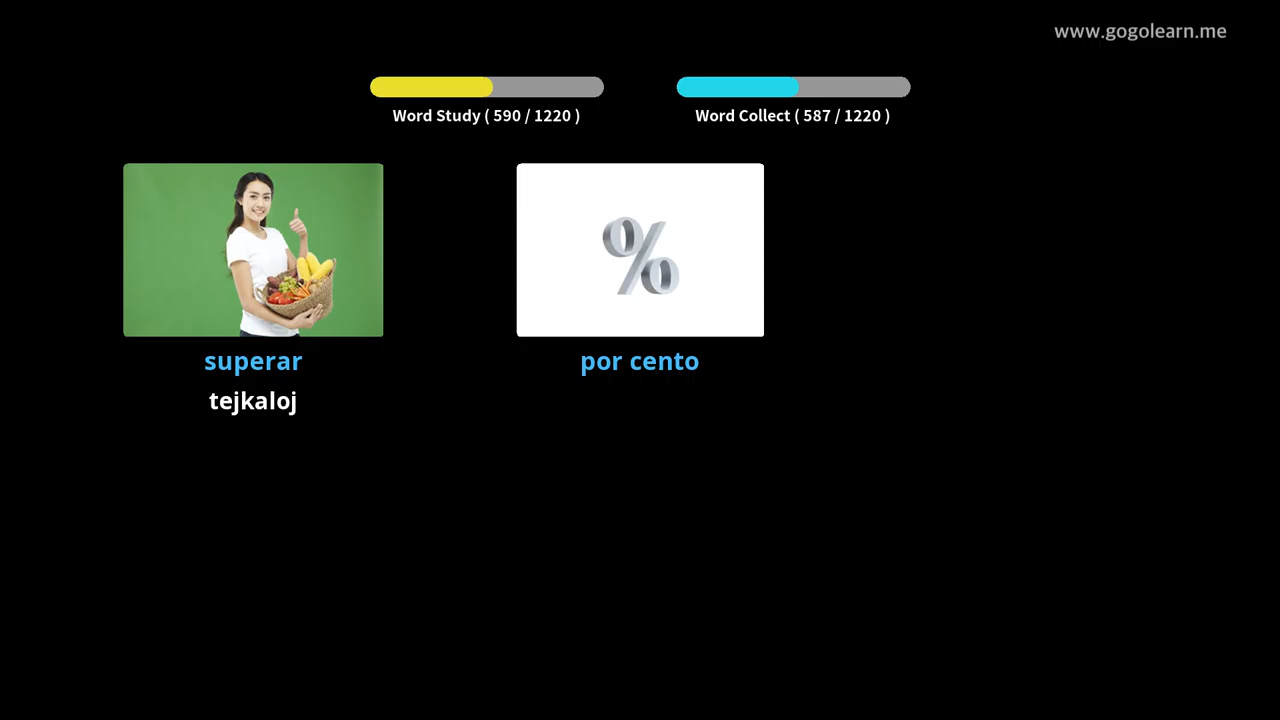 www.gogolearn.me
Word Study ( 590 / 1220 )
Word Collect ( 587 / 1220 )
superar
tejkaloj
por cento
%